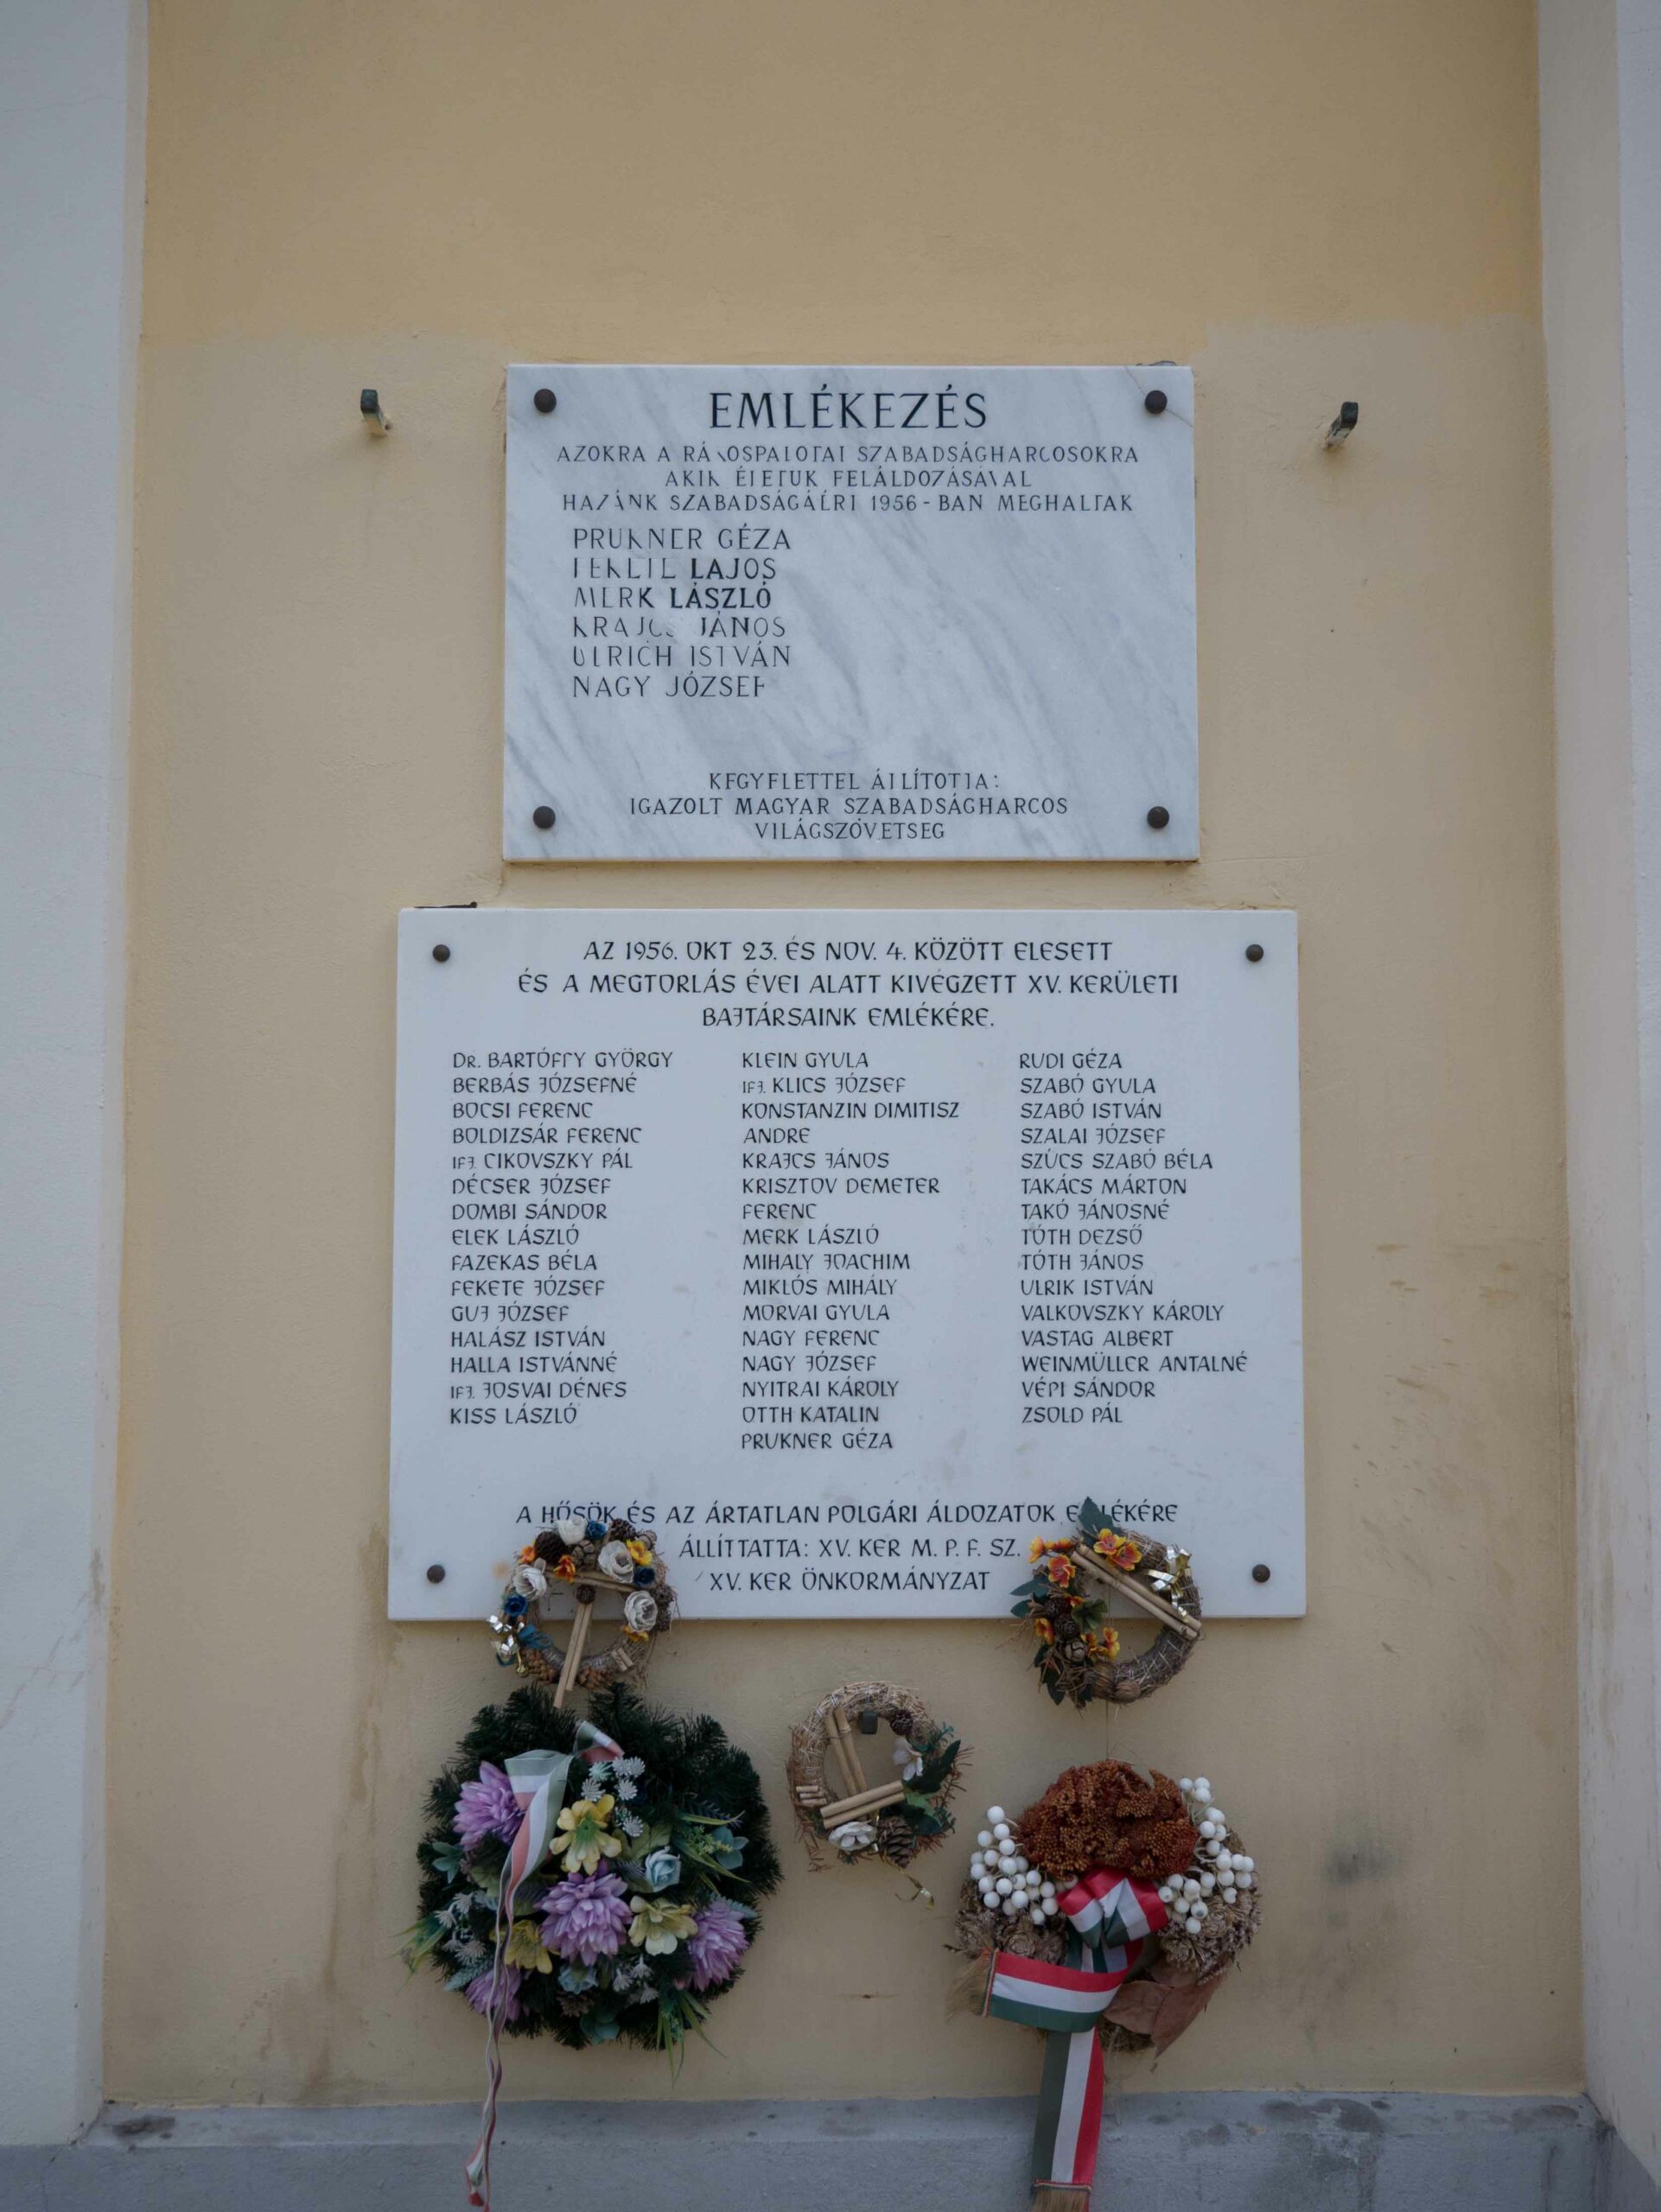 EMLÉKEZÉS
AZOKRA A RÁKOSPALOTAI SZABADSÁGHARCOSOKRA
AKIK ÉLETUK FELÁLDOZÁSÁVAL
HAZÁNK SZABADSÁGÁÉRT 1956-BAN MEGHALTAK
PRUKNER GÉZA
LAJOS
MERK LÁSZLÓ
KRAJCS JÁNOS
ULRICH ISTVÁN
NAGY JÓZSEF
KEGYELETTEL ÁLLÍTOTTA:
IGAZOLT MAGYAR SZABADSÁGHARCOS
VILÁGSZÖVETSEG
AZ 1956. OKT 23. ÉS NOV. 4. KÖZÖTT ELESETT
ÉS A MEGTORLÁS ÉVEI ALATT KIVÉGZETT XV. KERÜLETI
BAJTÁRSAINK EMLÉKÉRE.
DR. BARTÓFFY GYÖRGY
BERBÁS JÓZSEFNÉ
BOCSI FERENC
BOLDIZSÁR FERENC
IFJ. CIKOVSZKY PÁL
DÉCSER JÓZSEF
DOMBI SÁNDOR
ELEK LÁSZLÓ
FAZEKAS BÉLA
FEKETE JÓZSEF
GUJ JÓZSEF
HALÁSZ ISTVÁN
HALLA ISTVÁNNÉ
IFJ. JOSVAI DÉNES
KISS LÁSZLÓ
KLEIN GYULA
IFJ. KLICS JÓZSEF
KONSTANZIN DIMITISZ
ANDRE
KRAJCS JÁNOS
KRISZTOV DEMETER
FERENC
MERK LÁSZLÓ
MIHALY JOACHIM
MIKLÓS MIHÁLY
MORVAI GYULA
NAGY FERENC
NAGY JÓZSEF
NYITRAI KÁROLY
OTTH KATALIN
PRUKNER GÉZA
RUDI GÉZA
SZABÓ GYULA
SZABÓ ISTVÁN
SZALAI JÓZSEF
SZÚCS SZABÓ BÉLA
TAKÁCS MÁRTON
TAKÓ JÁNOSNÉ
TÓTH DEZSŐ
TÓTH JÁNOS
ULRIK ISTVÁN
VALKOVSZKY KÁROLY
VASTAG ALBERT
WEINMÜLLER ANTALNÉ
VÉPI SÁNDOR
ZSOLD PÁL
A HŐSÖK ÉS AZ ÁRTATLAN POLGÁRI ÁLDOZATOK EMLÉKÉRE
ÁLLÍTTATTA: XV. KER M. P. F. SZ.
XV. KER ÖNKORMÁNYZAT